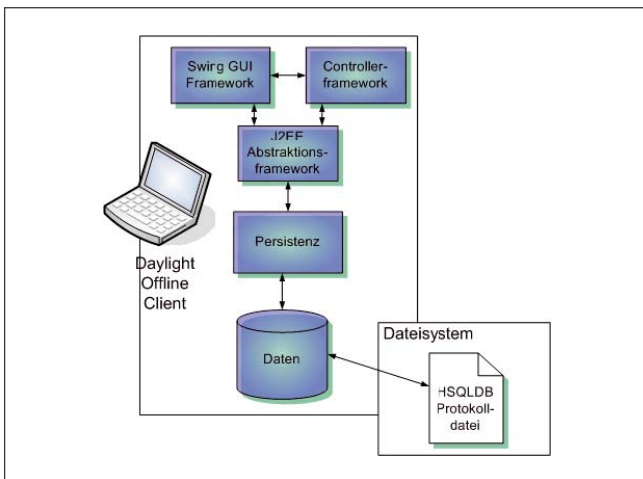 Swing GUI
Framework
Controller-
framework
J2EE
Abstraktions-
framework
Persistenz
Daylight
Offline
Client
Daten
Dateisystem
HSQLDB
Protokoll-
datei